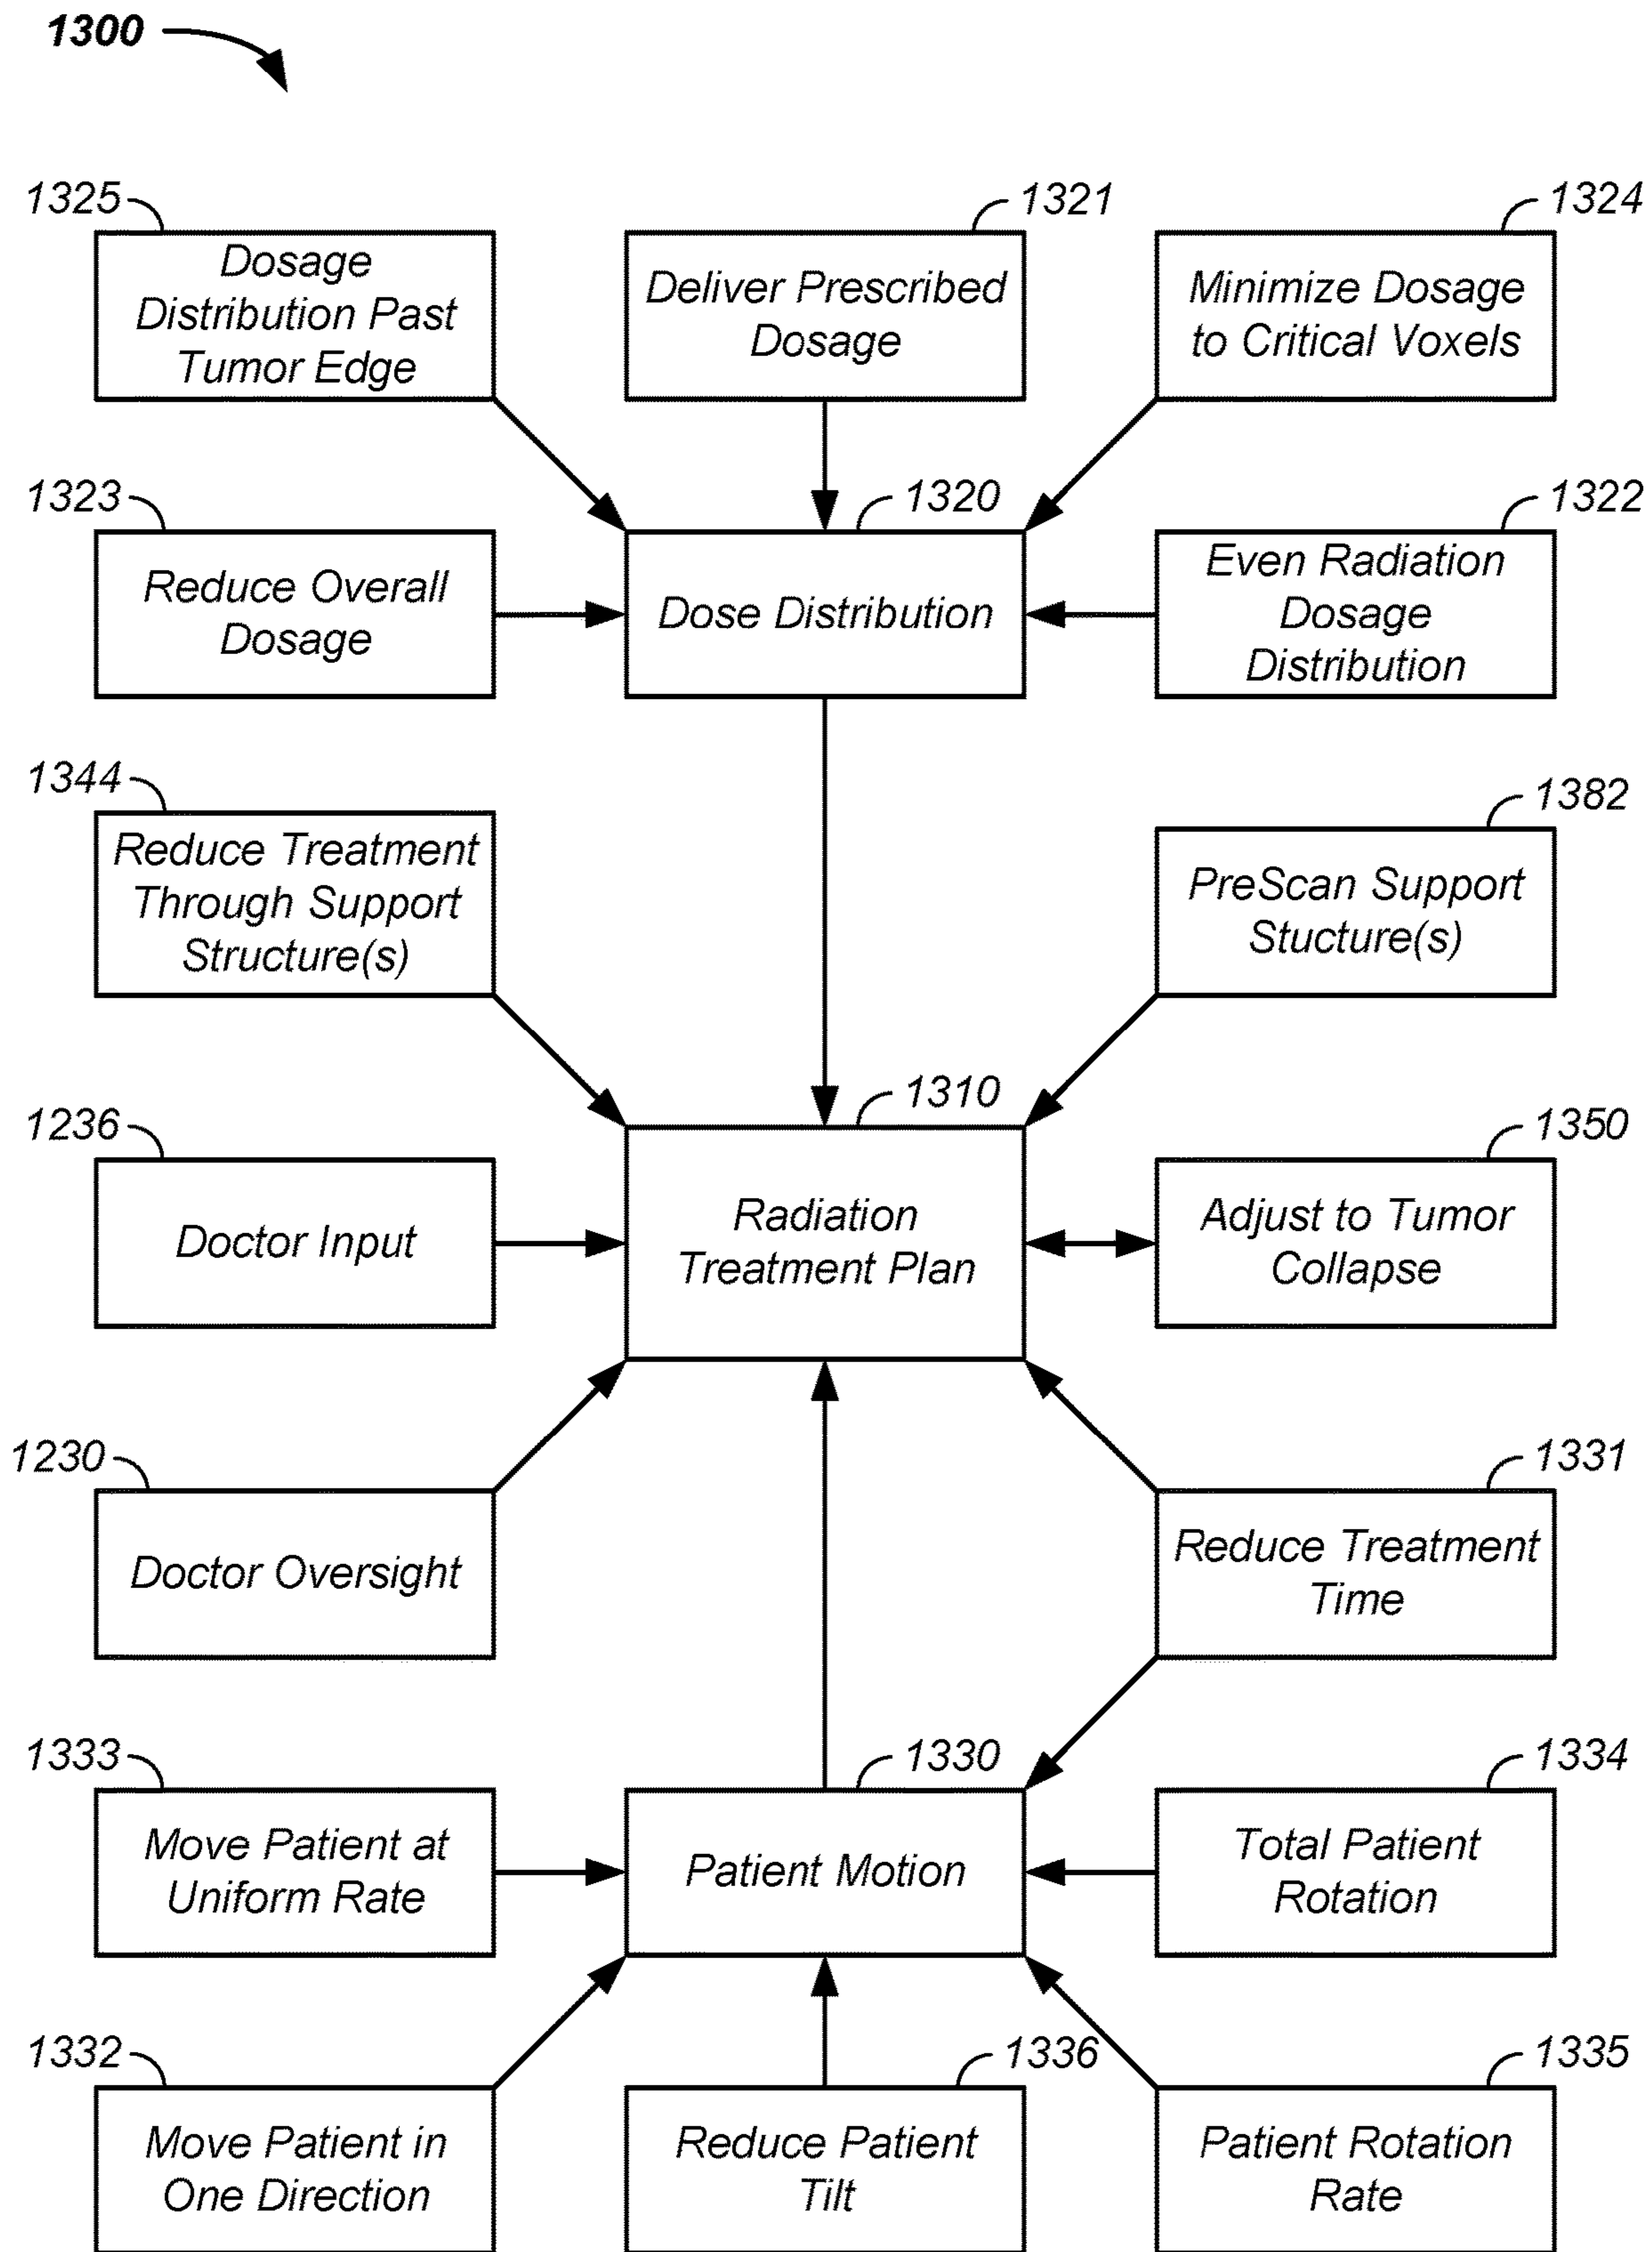 1300
1325
Dosage
Distribution Past
Tumor Edge
1321
Deliver Prescribed
Dosage
1324
Minimize Dosage
to Critical Voxels
1323
Reduce Overall
Dosage
1320
Dose Distribution
1322
Even Radiation
Dosage
Distribution
1344
Reduce Treatment
Through Support
Structure(s)
1382
PreScan Support
Stucture(s)
1236
Doctor Input
1310
Radiation
Treatment Plan
1350
Adjust to Tumor
Collapse
1230
Doctor Oversight
1331
Reduce Treatment
Time
1333
Move Patient at
Uniform Rate
1330
Patient Motion
1334
Total Patient
Rotation
1332
Move Patient in
One Direction
1336
Reduce Patient
Tilt
1335
Patient Rotation
Rate